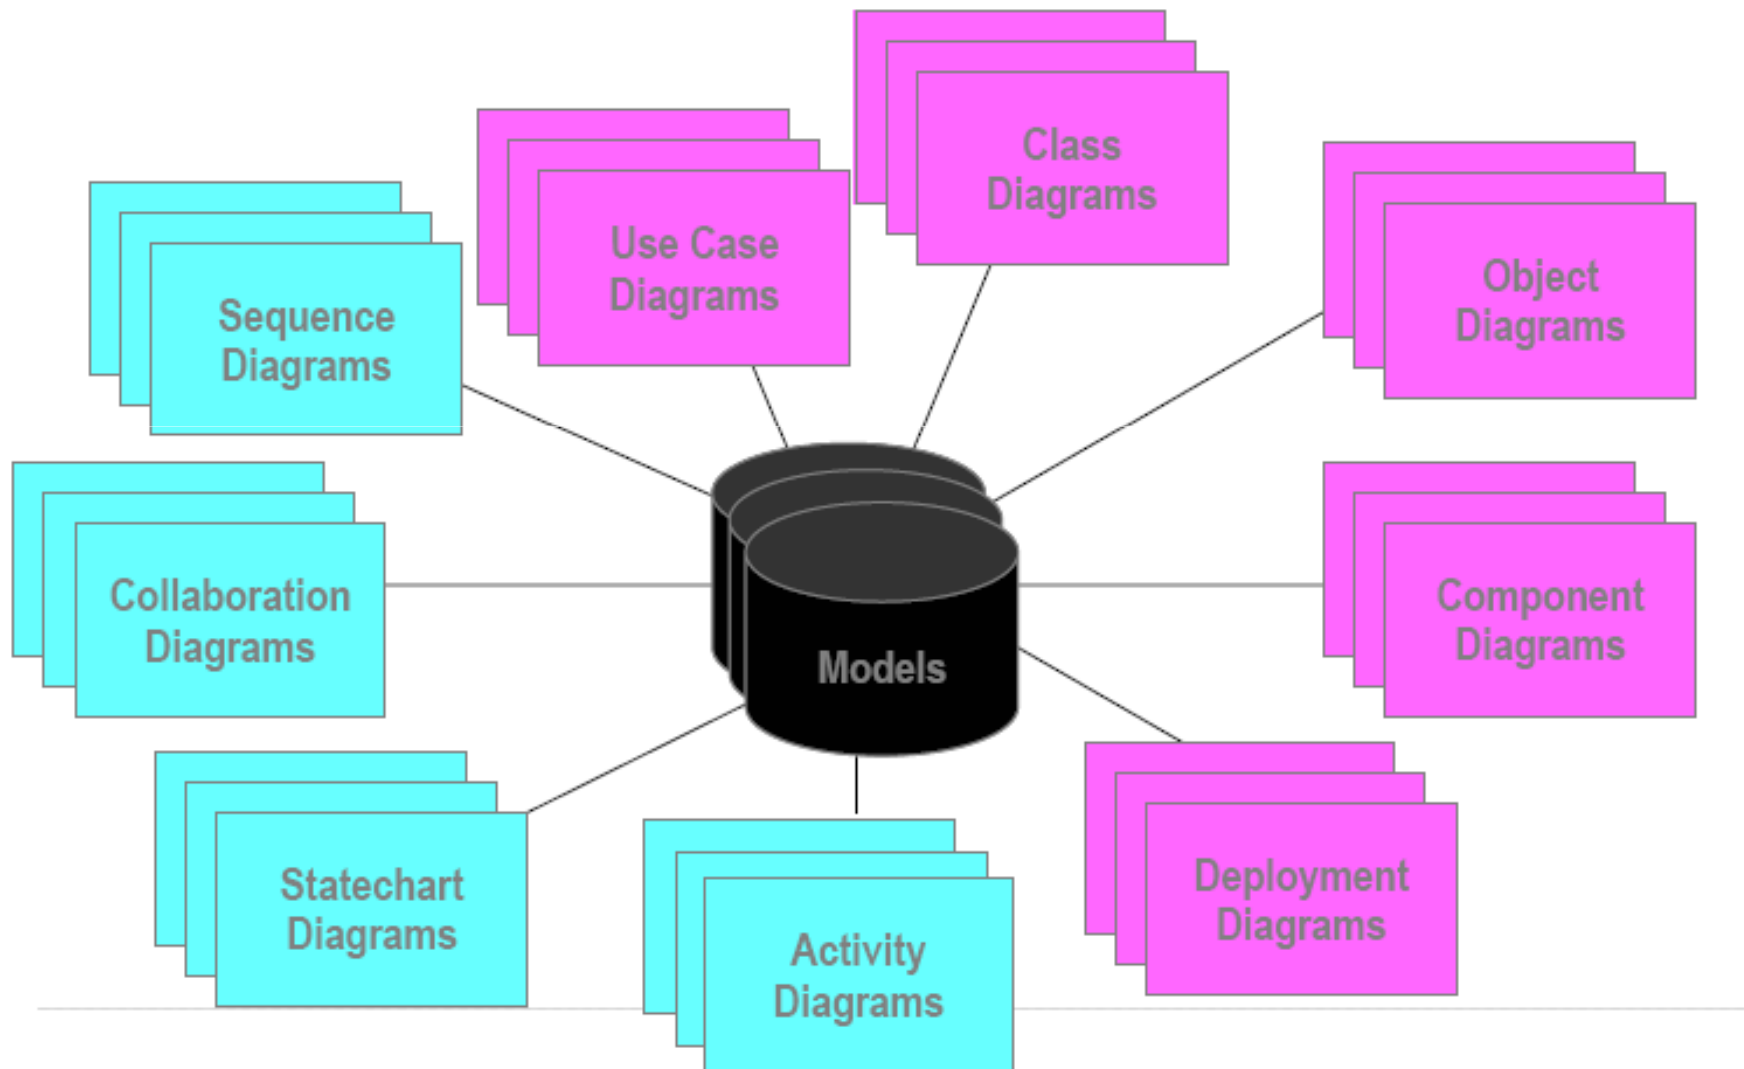 Class
Diagrams
Use Case
Diagrams
Object
Diagrams
Sequence
Diagrams
Collaboration
Diagrams
Component
Diagrams
Models
Statechart
Diagrams
Deployment
Diagrams
Activity
Diagrams